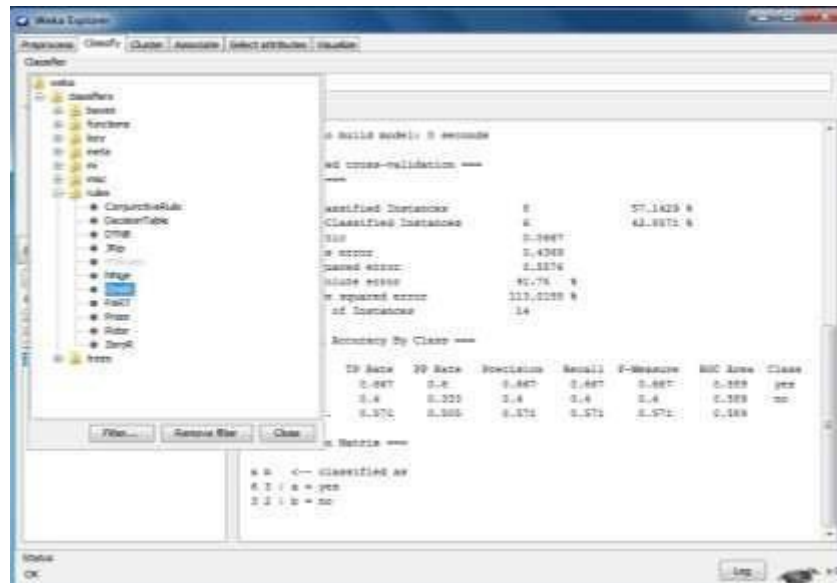 Weka Explorer
Preprocess Classify Cluster Associate Select attributes Visualize
Classifier
weka
classifiers
bayes
functions
lazy
meta
mi
misc
rules
ConjunctiveRule
DecisionTable
DTNB
JRip
NNge
OneR
PART
Prism
Ridor
ZeroR
trees
Filter... Remove filter Close
build model: 0 seconds
ed cross-validation ===
===
assified Instances 8 57.1429 %
Classified Instances 6 42.8571 %
error
uared error
olute error %
e squared error %
of Instances 14
Accuracy By Class ===
TP Rate FP Rate Precision Recall F-Measure ROC Area Class
0.667 0.6 0.667 0.667 0.667 yes
0.4 0.333 0.4 0.4 0.4 no
0.571 0.571 0.571 0.571
n Matrix ===
a b <-- classified as
6 3 | a = yes
3 2 | b = no
Status
OK
Log